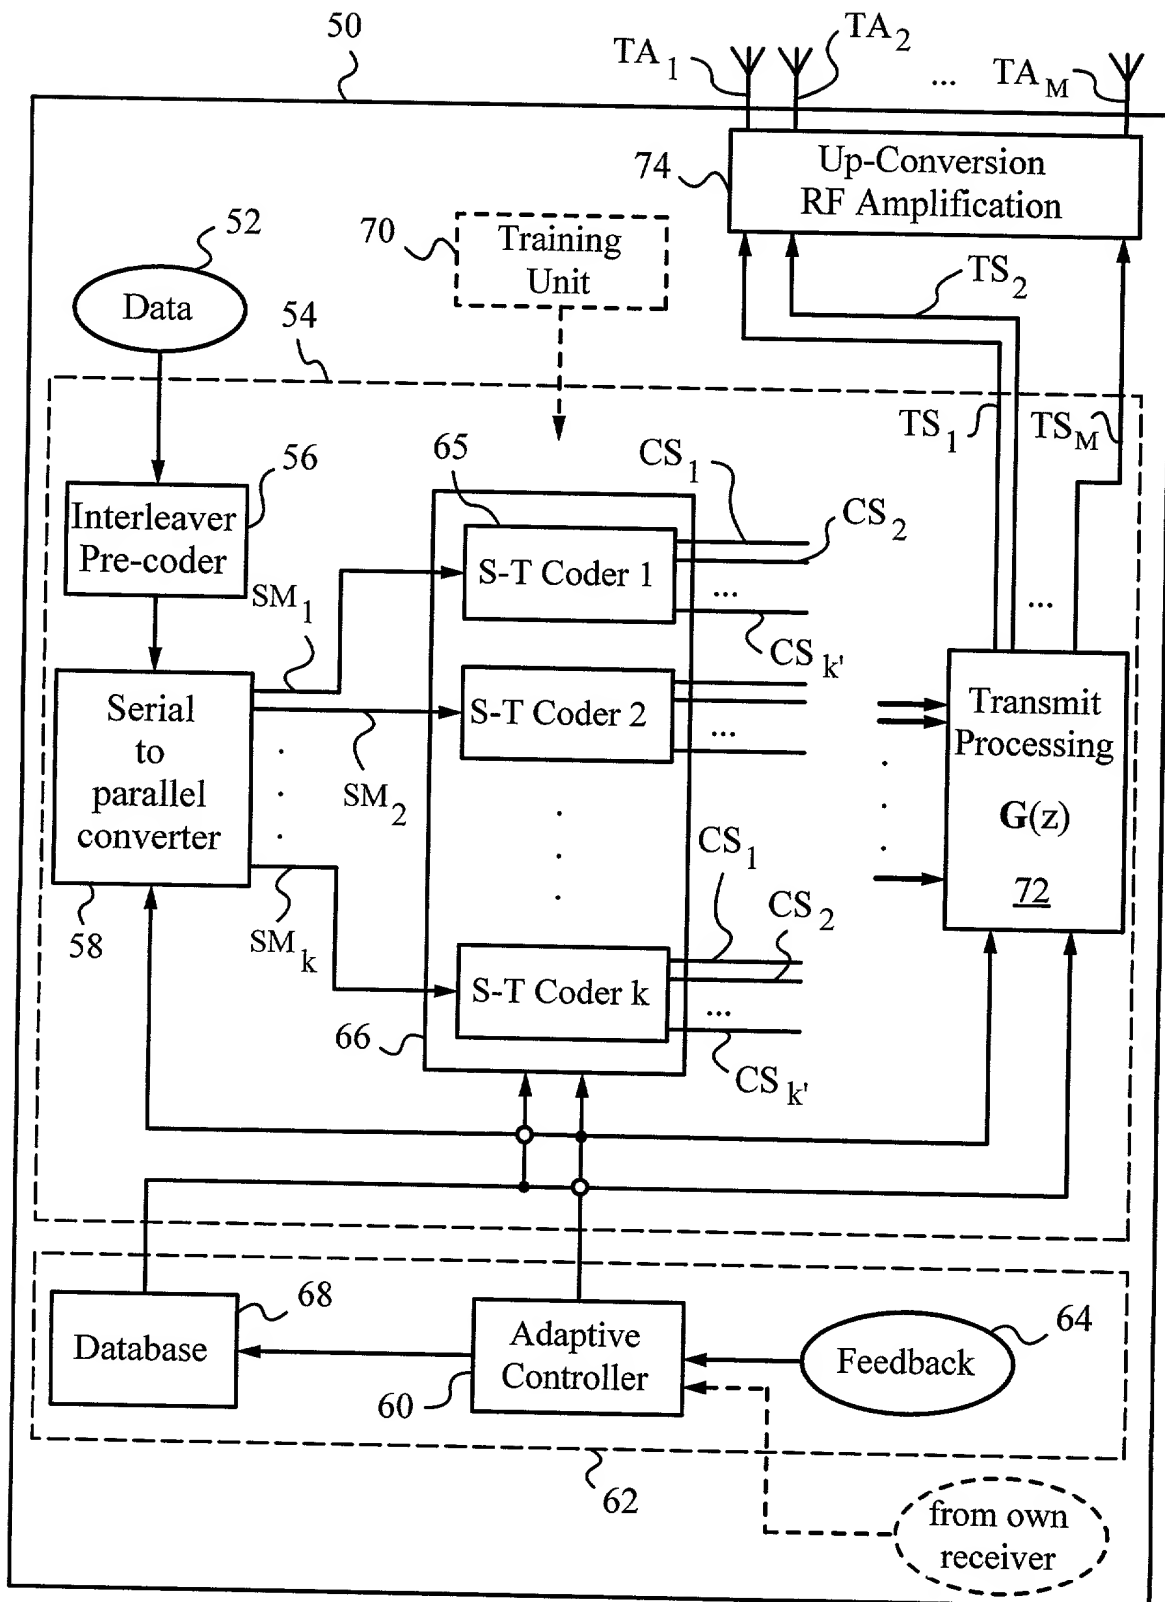 50
TA1
TA2
...
TAM
74
Up-Conversion
RF Amplification
52
70
Training
Unit
Data
54
TS2
TS1
TSM
56
Interleaver
Pre-coder
65
CS1
CS2
S-T Coder 1
...
CSk'
SM1
...
Serial
to
parallel
converter
58
SM2
SMk
S-T Coder 2
...
Transmit
Processing
G(z)
72
CS1
CS2
S-T Coder k
...
CSk'
66
68
Database
Adaptive
Controller
60
64
Feedback
62
from own
receiver